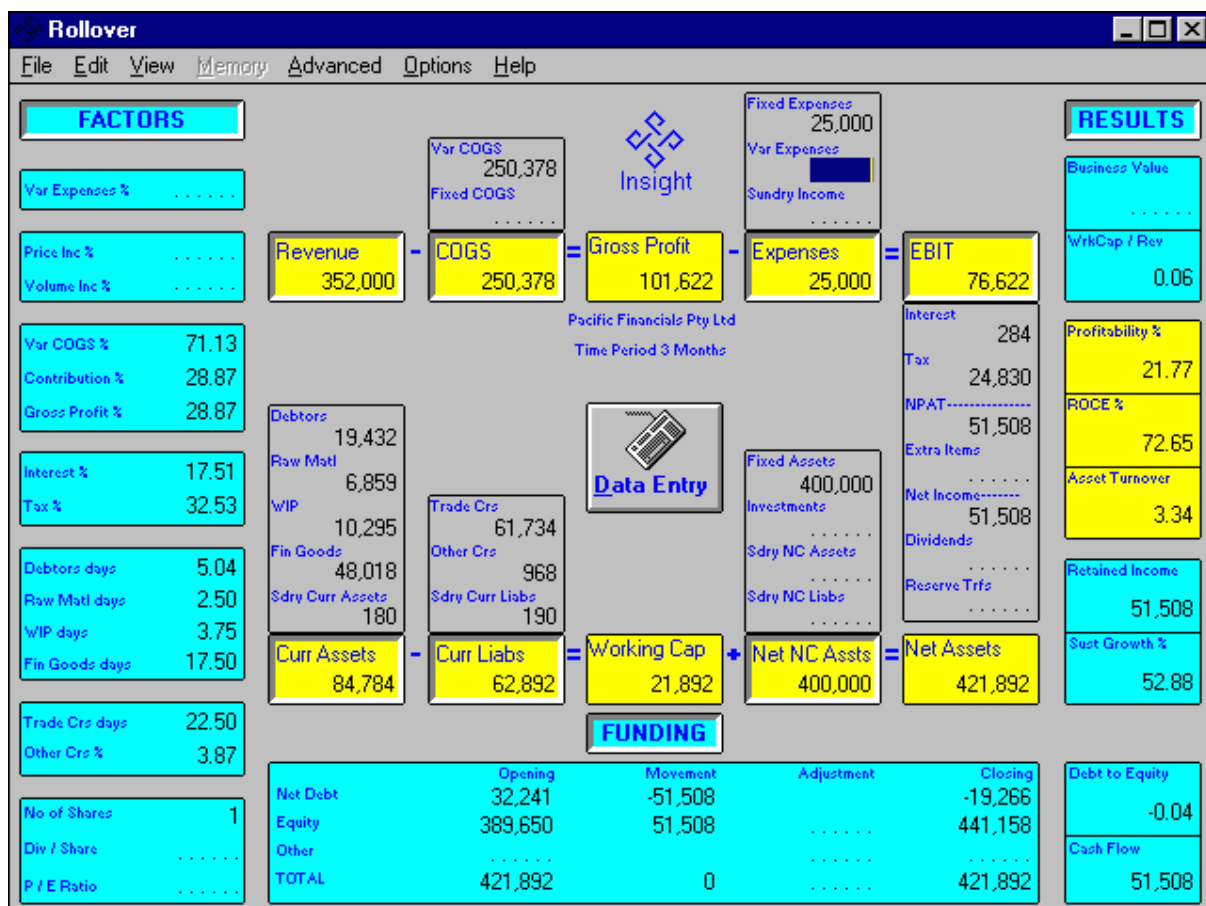 Rollover
File Edit View Memory Advanced Options Help
FACTORS
Var Expenses % . . . . . .
Price Inc % . . . . . .
Volume Inc % . . . . . .
Var COGS % 71.13
Contribution % 28.87
Gross Profit % 28.87
Interest % 17.51
Tax % 32.53
Debtors days 5.04
Raw Matl days 2.50
WIP days 3.75
Fin Goods days 17.50
Trade Crs days 22.50
Other Crs % 3.87
No of Shares 1
Div / Share . . . . . .
P / E Ratio . . . . . .
Var COGS
250,378
Fixed COGS
. . . . . .
Insight
Fixed Expenses
25,000
Var Expenses
Sundry Income
. . . . . .
Revenue - COGS = Gross Profit - Expenses = EBIT
352,000 250,378 101,622 25,000 76,622
Pacific Financials Pty Ltd
Time Period 3 Months
Interest
284
Tax
24,830
NPAT---------------
51,508
Extra Items
. . . . . .
Net Income-------
51,508
Dividends
. . . . . .
Reserve Trfs
. . . . . .
Debtors
19,432
Raw Matl
6,859
WIP
10,295
Fin Goods
48,018
Sdry Curr Assets
180
Trade Crs
61,734
Other Crs
968
Sdry Curr Liabs
190
Data Entry
Fixed Assets
400,000
Investments
. . . . . .
Sdry NC Assets
. . . . . .
Sdry NC Liabs
. . . . . .
Curr Assets - Curr Liabs = Working Cap + Net NC Assts = Net Assets
84,784 62,892 21,892 400,000 421,892
FUNDING
Opening Movement Adjustment Closing
Net Debt 32,241 -51,508 -19,266
Equity 389,650 51,508 . . . . . . 441,158
Other . . . . . . . . . . . . . . . . . .
TOTAL 421,892 0 . . . . . . 421,892
RESULTS
Business Value
. . . . . .
WrkCap / Rev
0.06
Profitability %
21.77
ROCE %
72.65
Asset Turnover
3.34
Retained Income
51,508
Sust Growth %
52.88
Debt to Equity
-0.04
Cash Flow
51,508